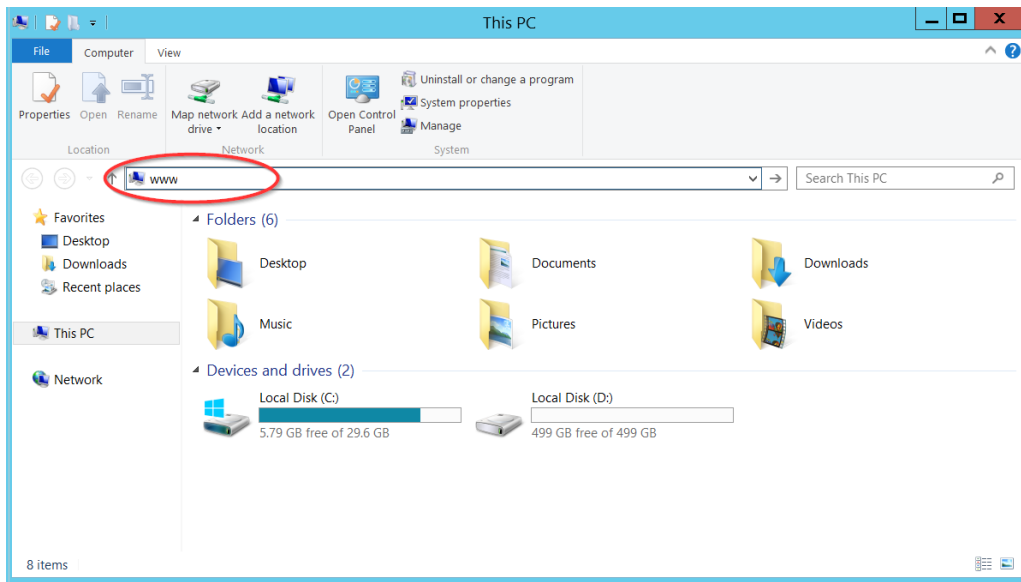 This PC
File Computer View
Properties Open Rename Map network drive Add a network location Open Control Panel Uninstall or change a program
System properties
Manage
Location Network System
www Search This PC
Favorites
Desktop
Downloads
Recent places
This PC
Network
Folders (6)
Desktop Documents Downloads
Music Pictures Videos
Devices and drives (2)
Local Disk (C:) Local Disk (D:)
5.79 GB free of 29.6 GB 499 GB free of 499 GB
8 items